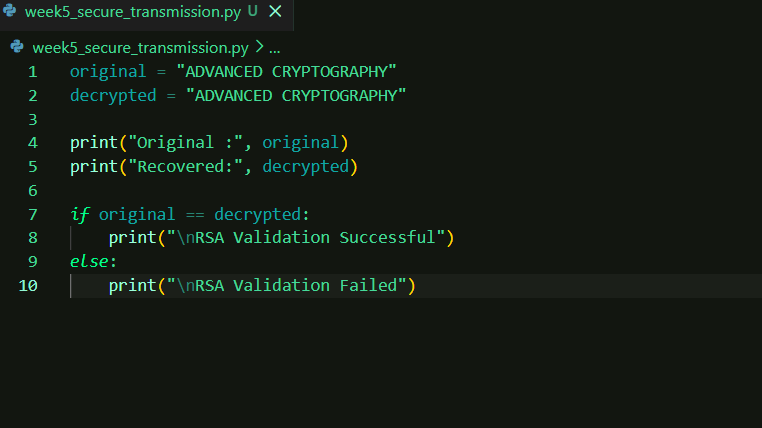 week5_secure_transmission.py U ×
week5_secure_transmission.py > ...
1 original = "ADVANCED CRYPTOGRAPHY"
2 decrypted = "ADVANCED CRYPTOGRAPHY"
3
4 print("Original :", original)
5 print("Recovered:", decrypted)
6
7 if original == decrypted:
8     print("\nRSA Validation Successful")
9 else:
10     print("\nRSA Validation Failed")